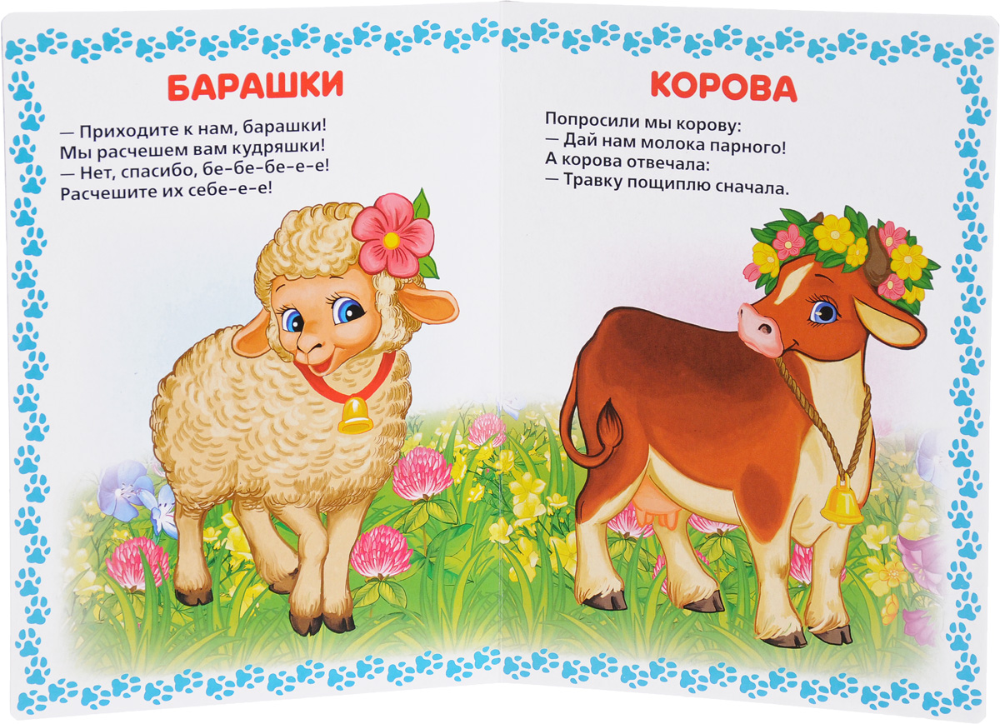 БАРАШКИ
— Приходите к нам, барашки!
Мы расчешем вам кудряшки!
— Нет, спасибо, бе-бе-бе-е-е!
Расчешите их себе-е-е!
КОРОВА
Попросили мы корову:
— Дай нам молока парного!
А корова отвечала:
— Травку пощиплю сначала.